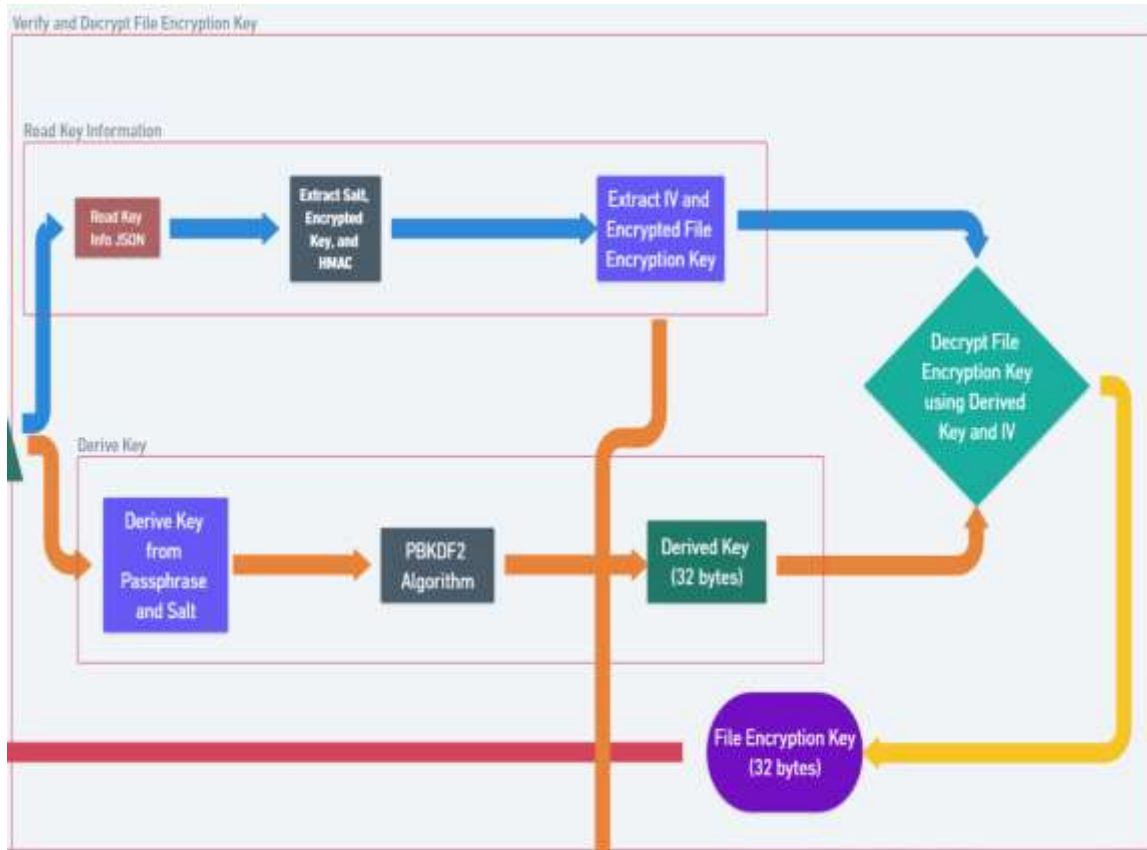 Verify and Decrypt File Encryption Key
Read Key Information
Read Key
Info JSON
Extract Salt,
Encrypted
Key, and
HMAC
Extract IV and
Encrypted File
Encryption Key
Decrypt File
Encryption Key
using Derived
Key and IV
Derive Key
Derive Key
from
Passphrase
and Salt
PBKDF2
Algorithm
Derived Key
(32 bytes)
File Encryption Key
(32 bytes)